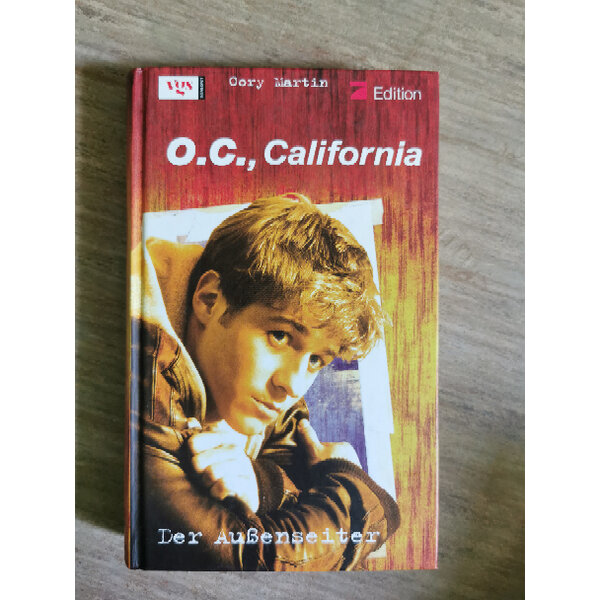 vgs
Cory Martin
Edition
O.C., California
Der Außenseiter